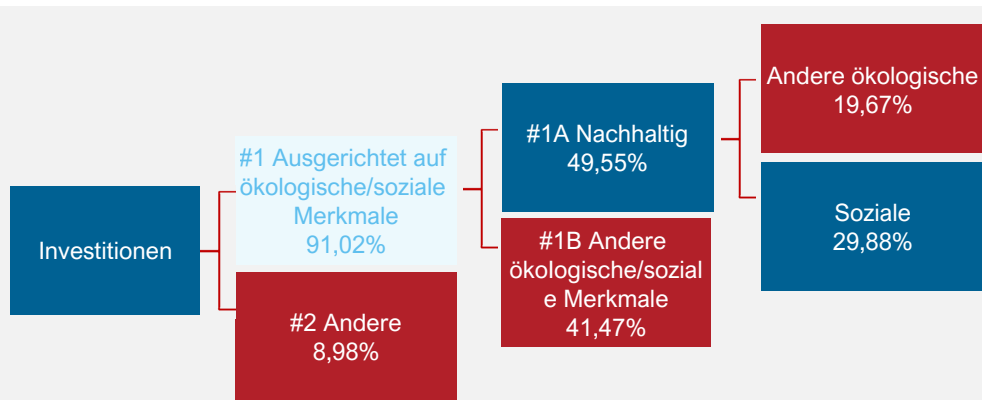 Investitionen
#1 Ausgerichtet auf
ökologische/soziale
Merkmale
91,02%
#2 Andere
8,98%
#1A Nachhaltig
49,55%
#1B Andere
ökologische/sozial
e Merkmale
41,47%
Andere ökologische
19,67%
Soziale
29,88%